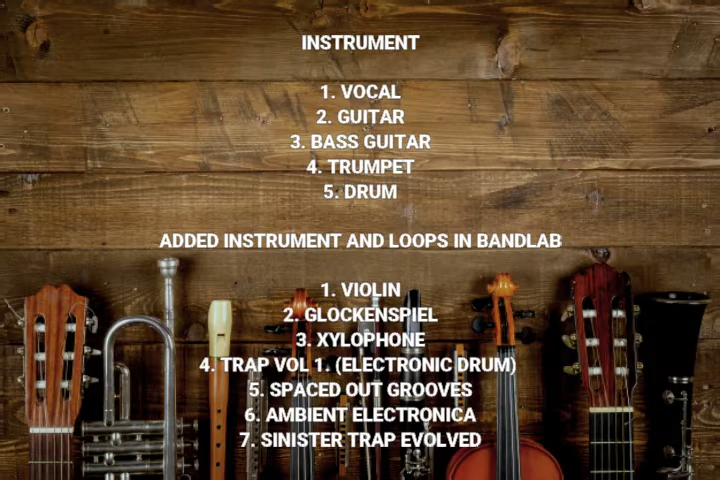 INSTRUMENT
1. VOCAL
2. GUITAR
3. BASS GUITAR
4. TRUMPET
5. DRUM
ADDED INSTRUMENT AND LOOPS IN BANDLAB
1. VIOLIN
2. GLOCKENSPIEL
3. XYLOPHONE
4. TRAP VOL 1. (ELECTRONIC DRUM)
5. SPACED OUT GROOVES
6. AMBIENT ELECTRONICA
7. SINISTER TRAP EVOLVED